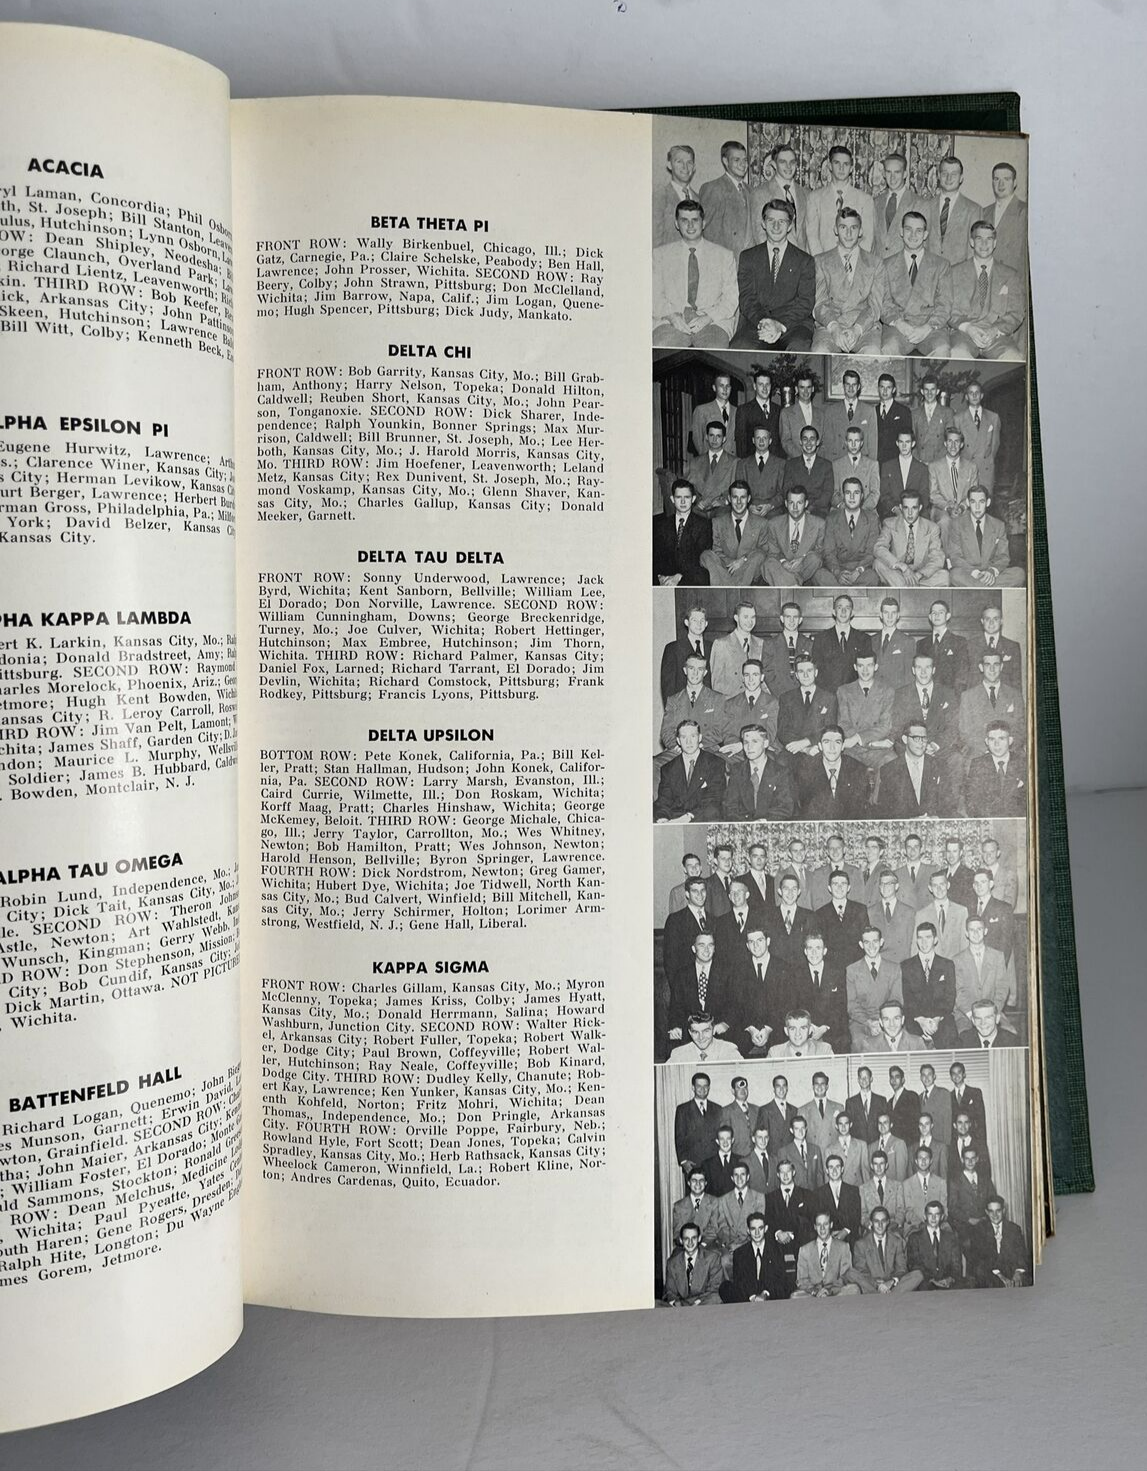 ACACIA
yl Laman, Concordia; Phil Osborn
th, St. Joseph; Bill Stanton, Leav
ulus, Hutchinson; Lynn Osborn,
OW: Dean Shipley, Neodesha;
orge Claunch, Overland Park;
Richard Lientz, Leavenworth;
kin. THIRD ROW: Bob Keefer,
ick, Arkansas City; John Pattinson
Skeen, Hutchinson; Lawrence
Bill Witt, Colby; Kenneth Beck,
LPHA EPSILON PI
Eugene Hurwitz, Lawrence;
s.; Clarence Winer, Kansas City;
s City; Herman Levikow, Kansas
urt Berger, Lawrence; Herbert
rman Gross, Philadelphia, Pa.;
York; David Belzer, Kansas
Kansas City.
PHA KAPPA LAMBDA
ert K. Larkin, Kansas City, Mo.;
donia; Donald Bradstreet, Amy;
ittsburg. SECOND ROW: Raymond
harles Morelock, Phoenix, Ariz.;
etmore; Hugh Kent Bowden,
ansas City; R. Leroy Carroll,
IRD ROW: Jim Van Pelt, Lamont;
chita; James Shaff, Garden City;
ndon; Maurice L. Murphy,
Soldier; James B. Hubbard,
. Bowden, Montclair, N. J.
ALPHA TAU OMEGA
Robin Lund, Independence, Mo.;
City; Dick Tait, Kansas City, Mo.;
le. SECOND ROW: Theron
Astle, Newton; Art Wahlstedt,
Wunsch, Kingman; Gerry Webb,
D ROW: Don Stephenson, Mission;
City; Bob Cundif, Kansas City;
Dick Martin, Ottawa. NOT PICTURE
, Wichita.
BATTENFELD HALL
Richard Logan, Quenemo; John
es Munson, Garnett; Erwin David,
wton, Grainfield. SECOND ROW:
tha; John Maier, Arkansas City;
; William Foster, El Dorado;
ld Sammons, Stockton; Ronald
ROW: Dean Melchus, Medicine
, Wichita; Paul Pyeatte, Yates
outh Haren; Gene Rogers, Dresden;
Ralph Hite, Longton; Du Wayne
mes Gorem, Jetmore.
BETA THETA PI
FRONT ROW: Wally Birkenbuel, Chicago, Ill.; Dick
Gatz, Carnegie, Pa.; Claire Schelske, Peabody; Ben Hall,
Lawrence; John Prosser, Wichita. SECOND ROW: Ray
Beery, Colby; John Strawn, Pittsburg; Don McClelland,
Wichita; Jim Barrow, Napa, Calif.; Jim Logan, Quene-
mo; Hugh Spencer, Pittsburg; Dick Judy, Mankato.
DELTA CHI
FRONT ROW: Bob Garrity, Kansas City, Mo.; Bill Grab-
ham, Anthony; Harry Nelson, Topeka; Donald Hilton,
Caldwell; Reuben Short, Kansas City, Mo.; John Pear-
son, Tonganoxie. SECOND ROW: Dick Sharer, Inde-
pendence; Ralph Younkin, Bonner Springs; Max Mur-
rison, Caldwell; Bill Brunner, St. Joseph, Mo.; Lee Her-
both, Kansas City, Mo.; J. Harold Morris, Kansas City,
Mo. THIRD ROW: Jim Hoefener, Leavenworth; Leland
Metz, Kansas City; Rex Dunivent, St. Joseph, Mo.; Ray-
mond Voskamp, Kansas City, Mo.; Glenn Shaver, Kan-
sas City, Mo.; Charles Gallup, Kansas City; Donald
Meeker, Garnett.
DELTA TAU DELTA
FRONT ROW: Sonny Underwood, Lawrence; Jack
Byrd, Wichita; Kent Sanborn, Bellville; William Lee,
El Dorado; Don Norville, Lawrence. SECOND ROW:
William Cunningham, Downs; George Breckenridge,
Turney, Mo.; Joe Culver, Wichita; Robert Hettinger,
Hutchinson; Max Embree, Hutchinson; Jim Thorn,
Wichita. THIRD ROW: Richard Palmer, Kansas City;
Daniel Fox, Larned; Richard Tarrant, El Dorado; Jim
Devlin, Wichita; Richard Comstock, Pittsburg; Frank
Rodkey, Pittsburg; Francis Lyons, Pittsburg.
DELTA UPSILON
BOTTOM ROW: Pete Konek, California, Pa.; Bill Kel-
ler, Pratt; Stan Hallman, Hudson; John Konek, Califor-
nia, Pa. SECOND ROW: Larry Marsh, Evanston, Ill.;
Caird Currie, Wilmette, Ill.; Don Roskam, Wichita;
Korff Maag, Pratt; Charles Hinshaw, Wichita; George
McKemey, Beloit. THIRD ROW: George Michale, Chica-
go, Ill.; Jerry Taylor, Carrollton, Mo.; Wes Whitney,
Newton; Bob Hamilton, Pratt; Wes Johnson, Newton;
Harold Henson, Bellville; Byron Springer, Lawrence.
FOURTH ROW: Dick Nordstrom, Newton; Greg Gamer,
Wichita; Hubert Dye, Wichita; Joe Tidwell, North Kan-
sas City, Mo.; Bud Calvert, Winfield; Bill Mitchell, Kan-
sas City, Mo.; Jerry Schirmer, Holton; Lorimer Arm-
strong, Westfield, N. J.; Gene Hall, Liberal.
KAPPA SIGMA
FRONT ROW: Charles Gillam, Kansas City, Mo.; Myron
McClenny, Topeka; James Kriss, Colby; James Hyatt,
Kansas City, Mo.; Donald Herrmann, Salina; Howard
Washburn, Junction City. SECOND ROW: Walter Rick-
el, Arkansas City; Robert Fuller, Topeka; Robert Walk-
er, Dodge City; Paul Brown, Coffeyville; Robert Wal-
ler, Hutchinson; Ray Neale, Coffeyville; Bob Kinard,
Dodge City. THIRD ROW: Dudley Kelly, Chanute; Rob-
ert Kay, Lawrence; Ken Yunker, Kansas City, Mo.; Ken-
enth Kohfeld, Norton; Fritz Mohri, Wichita; Dean
Thomas,, Independence, Mo.; Don Pringle, Arkansas
City. FOURTH ROW: Orville Poppe, Fairbury, Neb.;
Rowland Hyle, Fort Scott; Dean Jones, Topeka; Calvin
Spradley, Kansas City, Mo.; Herb Rathsack, Kansas City;
Wheelock Cameron, Winnfield, La.; Robert Kline, Nor-
ton; Andres Cardenas, Quito, Ecuador.